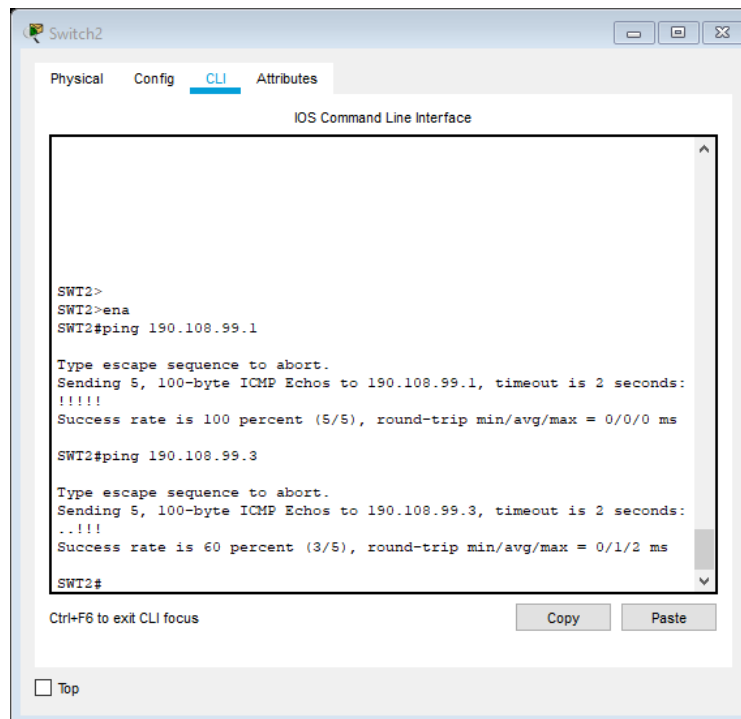 Switch2
Physical Config CLI Attributes
IOS Command Line Interface
SWT2>
SWT2>ena
SWT2#ping 190.108.99.1
Type escape sequence to abort.
Sending 5, 100-byte ICMP Echos to 190.108.99.1, timeout is 2 seconds:
!!!!!
Success rate is 100 percent (5/5), round-trip min/avg/max = 0/0/0 ms
SWT2#ping 190.108.99.3
Type escape sequence to abort.
Sending 5, 100-byte ICMP Echos to 190.108.99.3, timeout is 2 seconds:
..!!!
Success rate is 60 percent (3/5), round-trip min/avg/max = 0/1/2 ms
SWT2#
Ctrl+F6 to exit CLI focus Copy Paste
Top